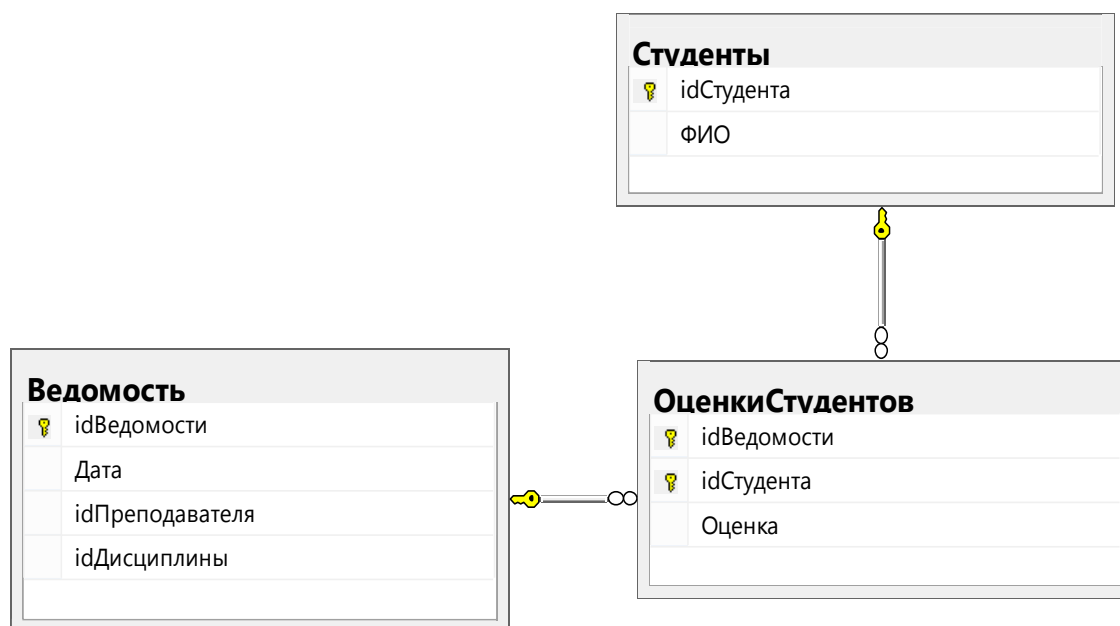 Студенты
idСтудента
ФИО
Ведомость
idВедомости
Дата
idПреподавателя
idДисциплины
ОценкиСтудентов
idВедомости
idСтудента
Оценка